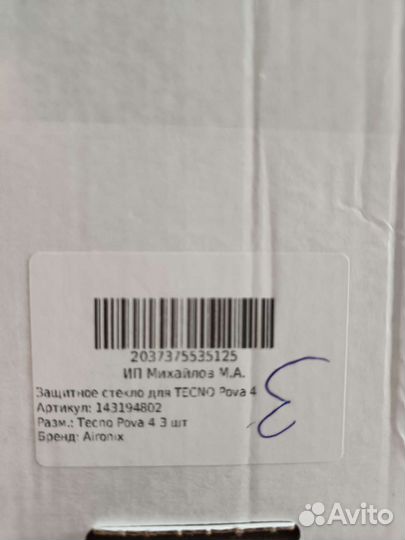 2037375535125
ИП Михайлов М.А.
Защитное стекло для TECNO Pova 4
Артикул: 143194802
Разм.: Tecno Pova 4 3 шт
Бренд: Aironix
3
Avito